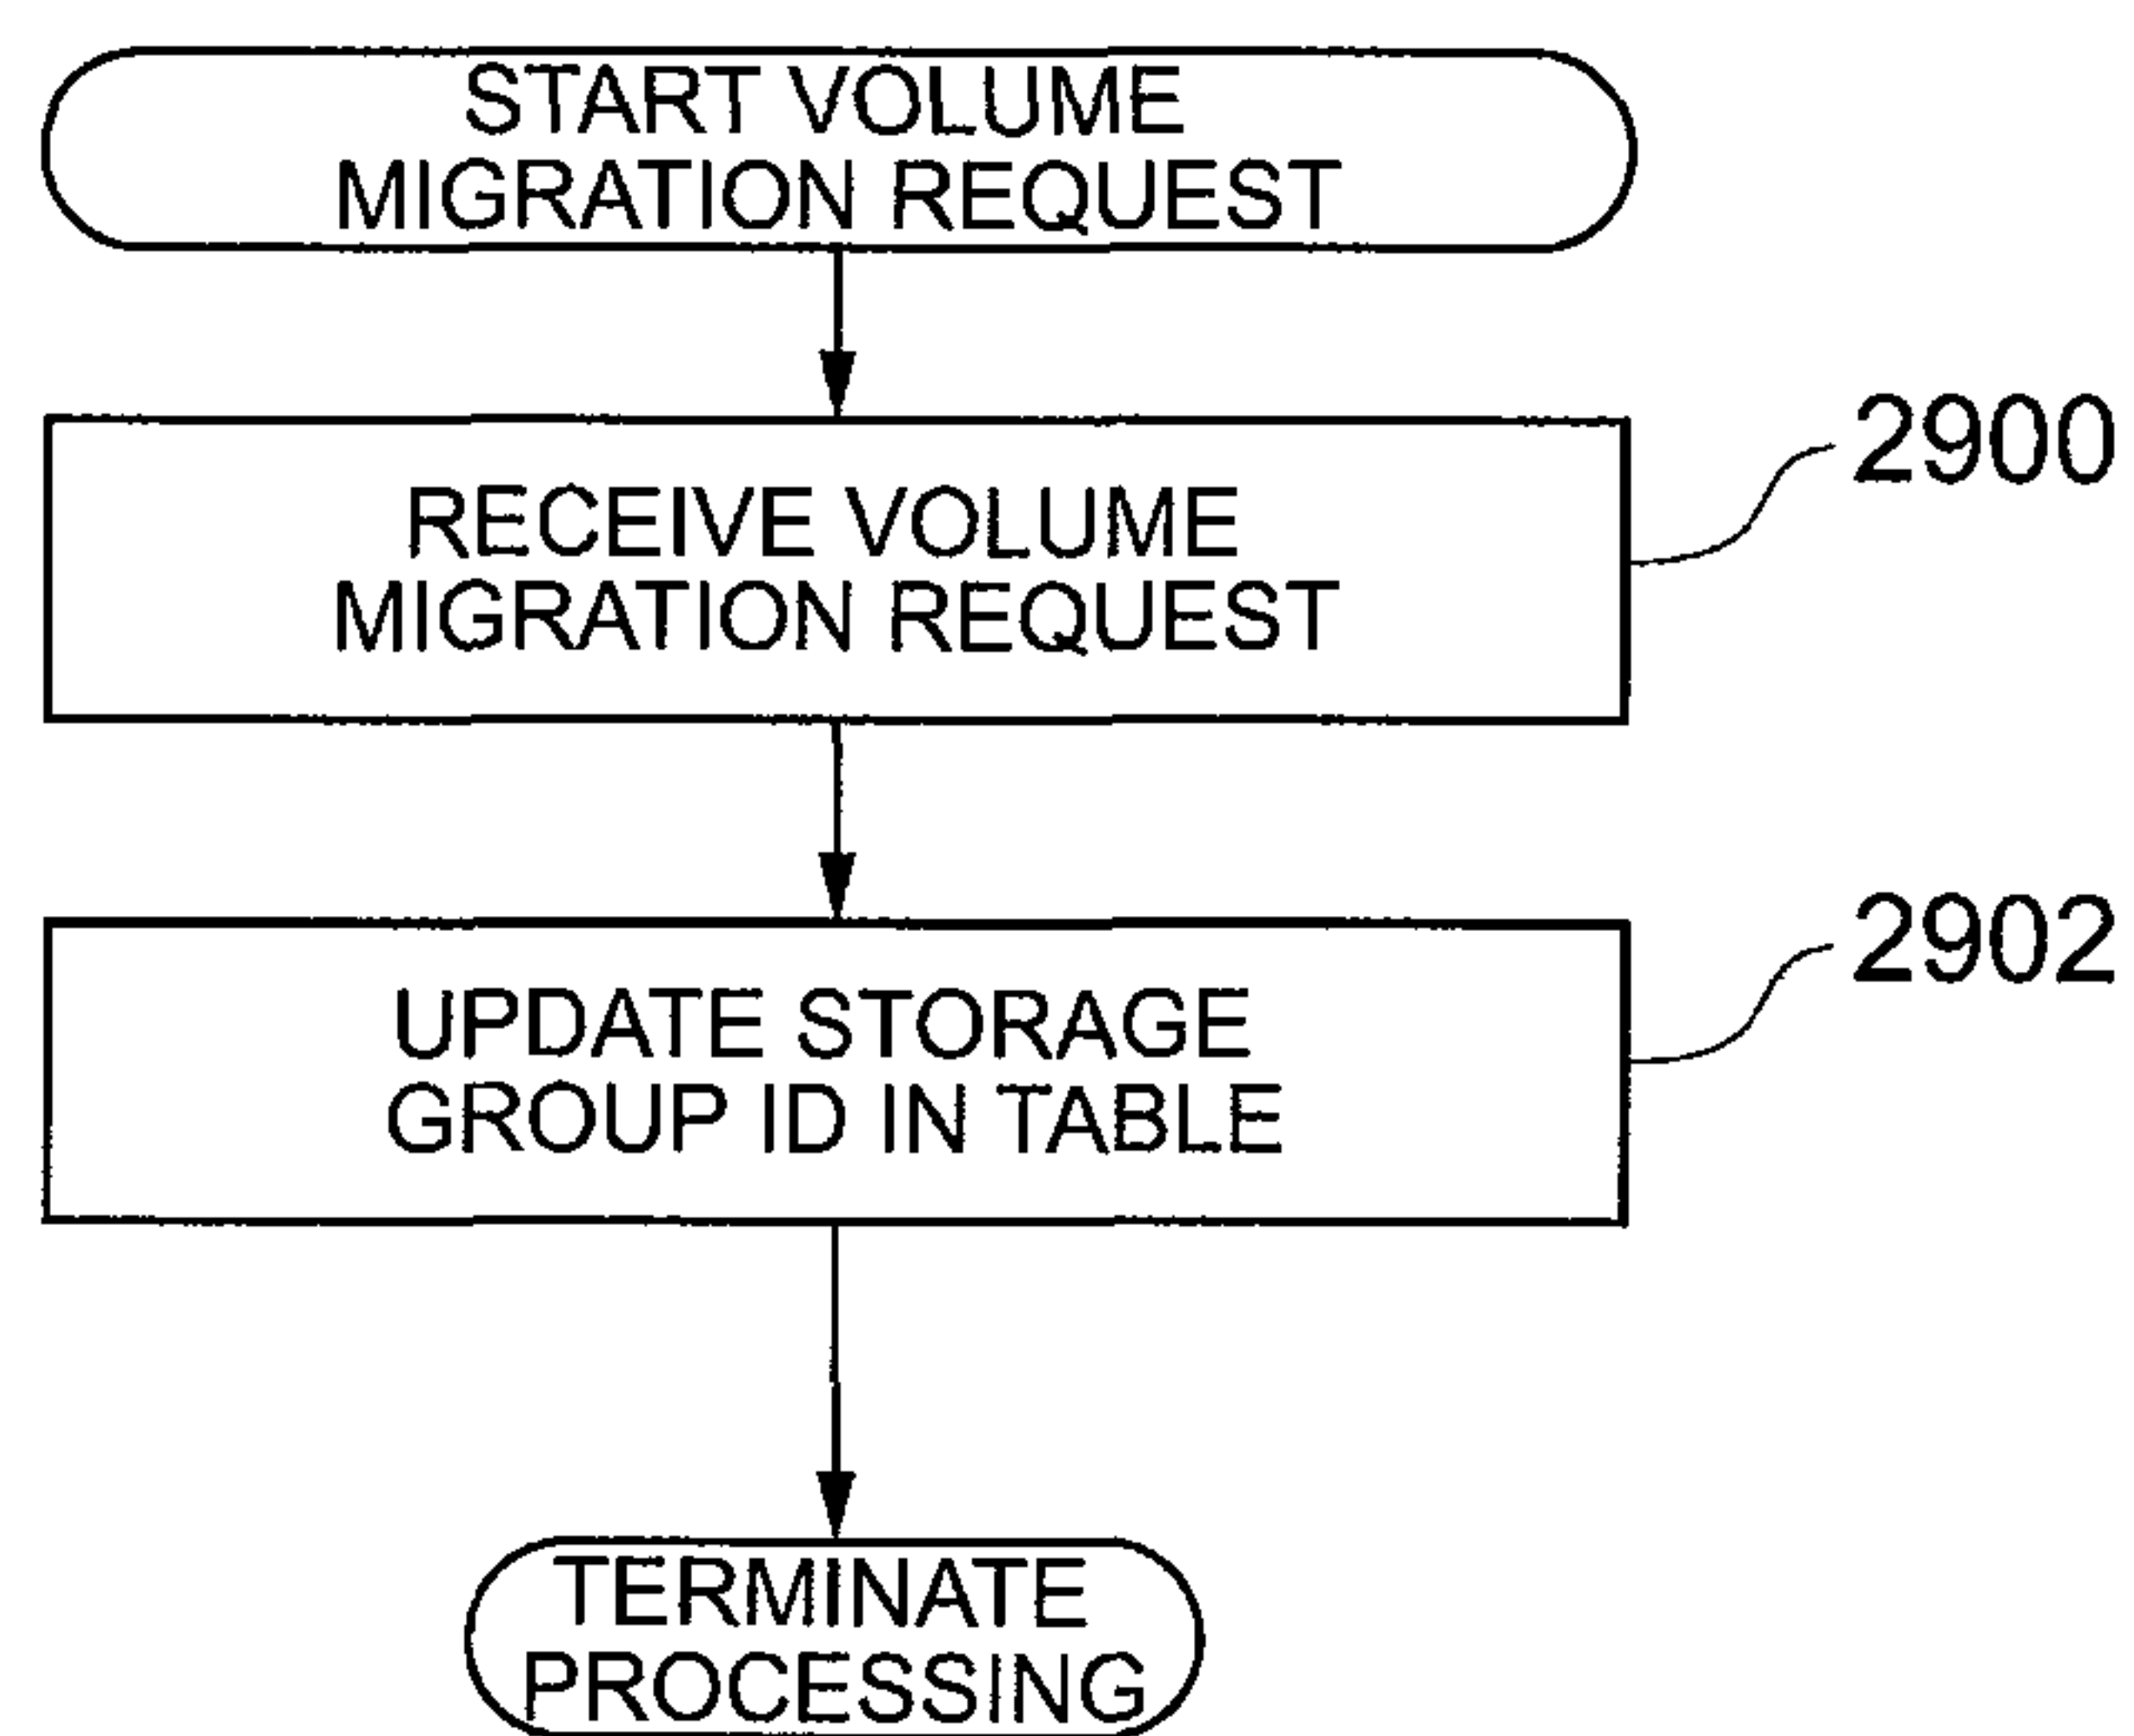 START VOLUME
MIGRATION REQUEST
RECEIVE VOLUME
MIGRATION REQUEST
2900
UPDATE STORAGE
GROUP ID IN TABLE
2902
TERMINATE
PROCESSING